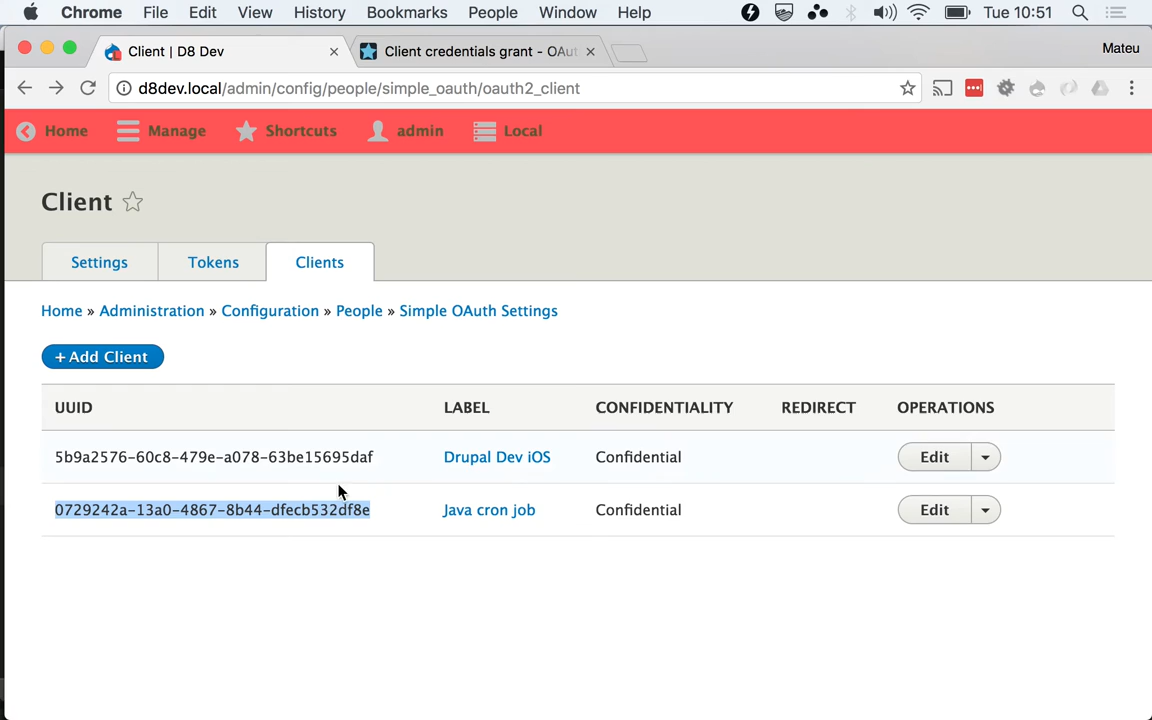 Chrome File Edit View History Bookmarks People Window Help Tue 10:51
Client | D8 Dev Client credentials grant - OAut Mateu
d8dev.local/admin/config/people/simple_oauth/oauth2_client
Home Manage Shortcuts admin Local
Client
Settings Tokens Clients
Home » Administration » Configuration » People » Simple OAuth Settings
+ Add Client
UUID LABEL CONFIDENTIALITY REDIRECT OPERATIONS
5b9a2576-60c8-479e-a078-63be15695daf Drupal Dev iOS Confidential Edit
0729242a-13a0-4867-8b44-dfecb532df8e Java cron job Confidential Edit